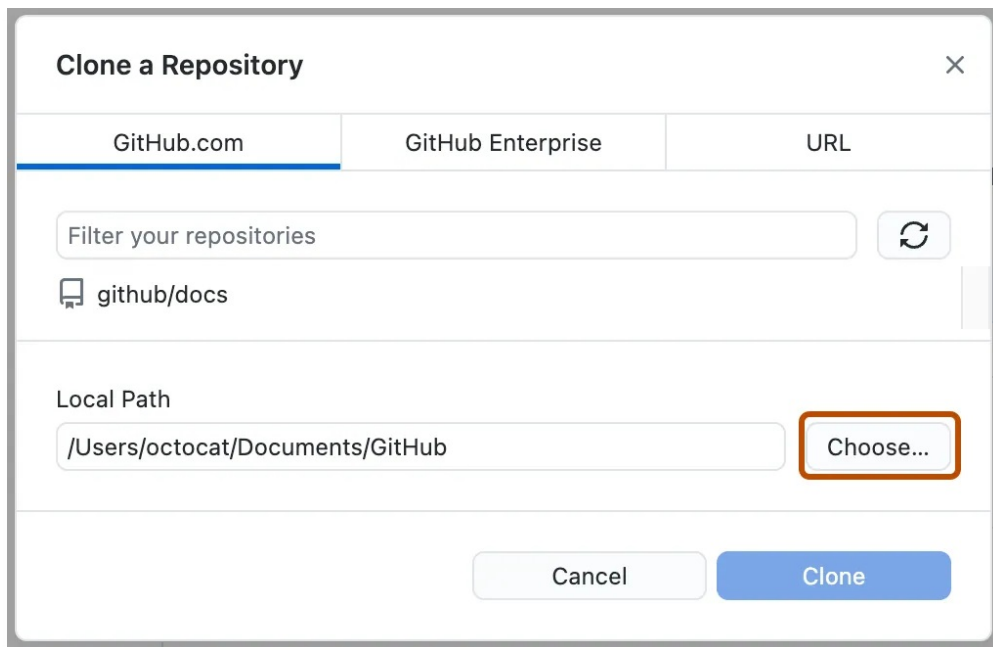 Clone a Repository
GitHub.com GitHub Enterprise URL
Filter your repositories
github/docs
Local Path
/Users/octocat/Documents/GitHub Choose...
Cancel Clone